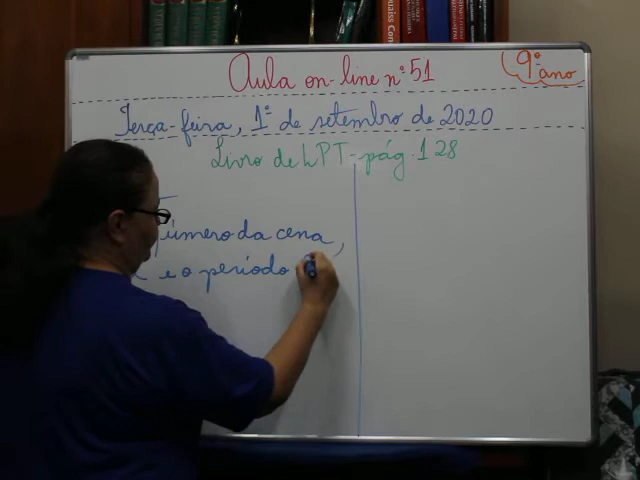 Aula on-line nº 51
9º ano
Terça-feira, 1º de setembro de 2020
Livro de LPT - pág. 128
número da cena,
e o período